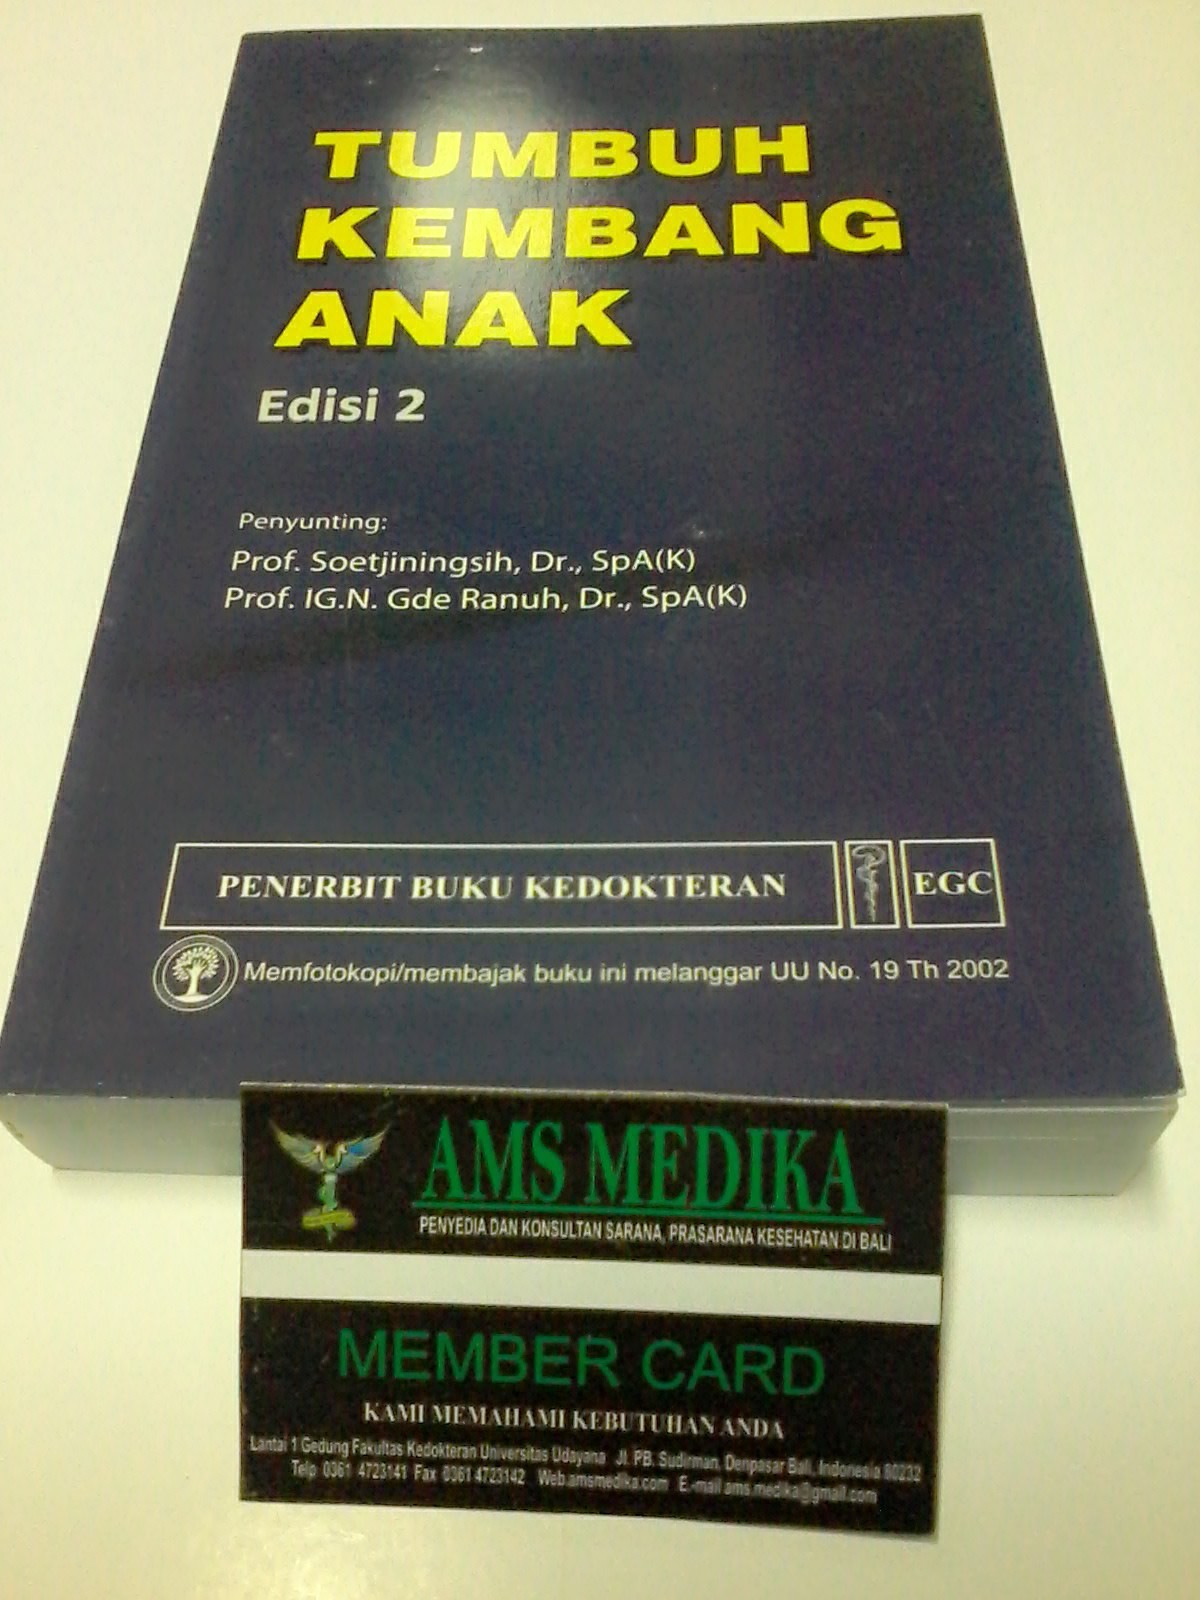 TUMBUH
KEMBANG
ANAK
Edisi 2
Penyunting:
Prof. Soetjiningsih, Dr., SpA(K)
Prof. IG.N. Gde Ranuh, Dr., SpA(K)
PENERBIT BUKU KEDOKTERAN EGC
Memfotokopi/membajak buku ini melanggar UU No. 19 Th 2002
AMS MEDIKA
PENYEDIA DAN KONSULTAN SARANA, PRASARANA KESEHATAN DI BALI
MEMBER CARD
KAMI MEMAHAMI KEBUTUHAN ANDA
Lantai 1 Gedung Fakultas Kedokteran Universitas Udayana Jl. PB. Sudirman, Denpasar Bali, Indonesia 80232
Telp 0361 4723141 Fax 0361 4723142 Web.amsmedika.com E.-mail ams.medika@gmail.com